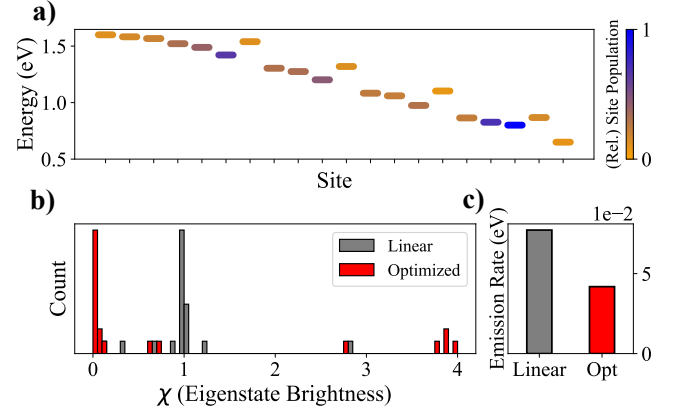 a)
Energy (eV)
1.5
1.0
0.5
Site
(Rel.) Site Population
1
0
b)
Count
Linear
Optimized
0
1
2
3
4
χ (Eigenstate Brightness)
c)
1e−2
Emission Rate (eV)
5
0
Linear
Opt